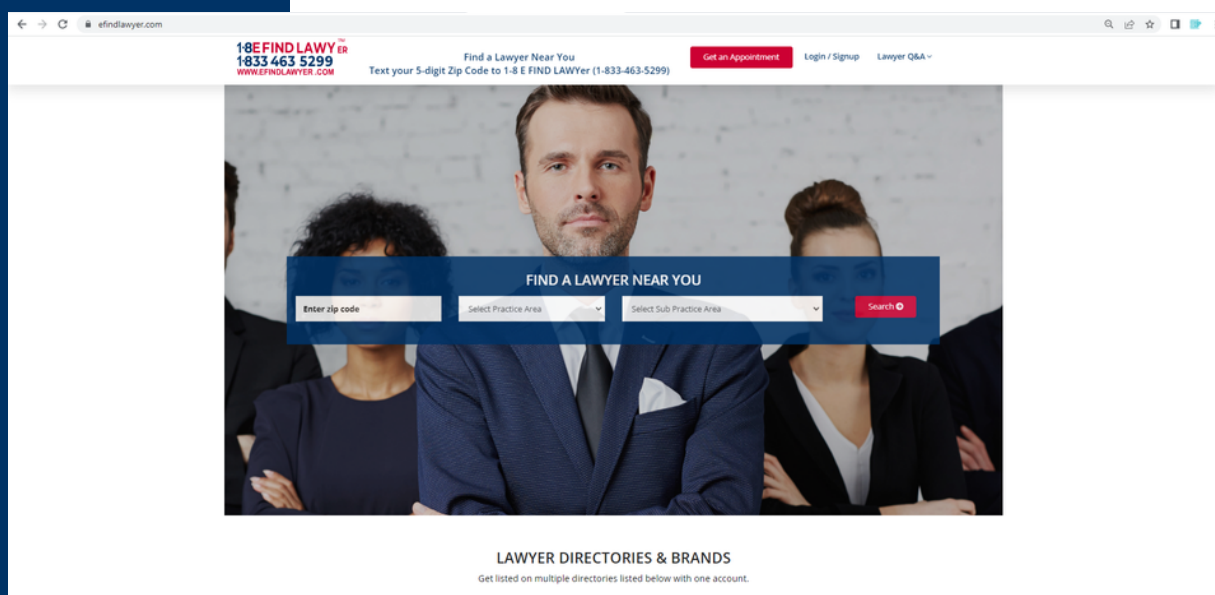 efindlawyer.com
1·8E FIND LAWY ER ™
1·833 463 5299
WWW.EFINDLAWYER .COM
Find a Lawyer Near You
Text your 5-digit Zip Code to 1-8 E FIND LAWYer (1-833-463-5299)
Get an Appointment
Login / Signup
Lawyer Q&A
FIND A LAWYER NEAR YOU
Enter zip code
Select Practice Area
Select Sub Practice Area
Search
LAWYER DIRECTORIES & BRANDS
Get listed on multiple directories listed below with one account.